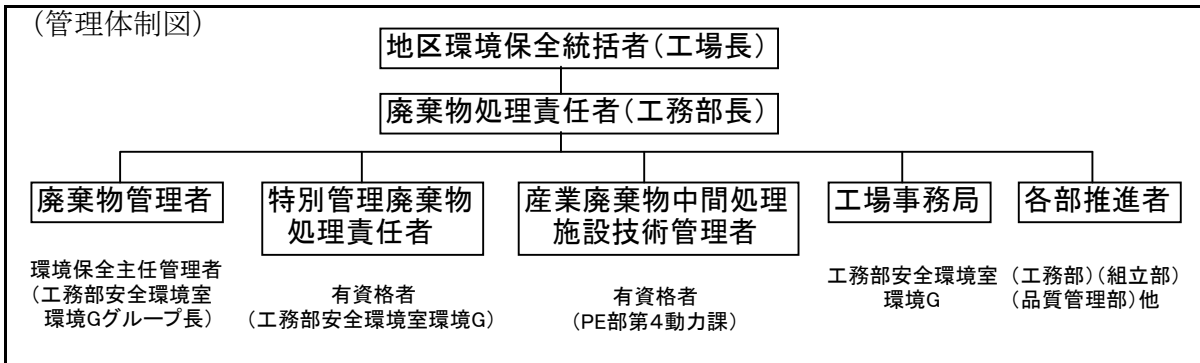 (管理体制図)
地区環境保全統括者(工場長)
廃棄物処理責任者(工務部長)
廃棄物管理者
特別管理廃棄物
処理責任者
産業廃棄物中間処理
施設技術管理者
工場事務局
各部推進者
環境保全主任管理者
(工務部安全環境室
環境Gグループ長)
有資格者
(工務部安全環境室環境G)
有資格者
(PE部第4動力課)
工務部安全環境室
環境G
(工務部)(組立部)
(品質管理部)他